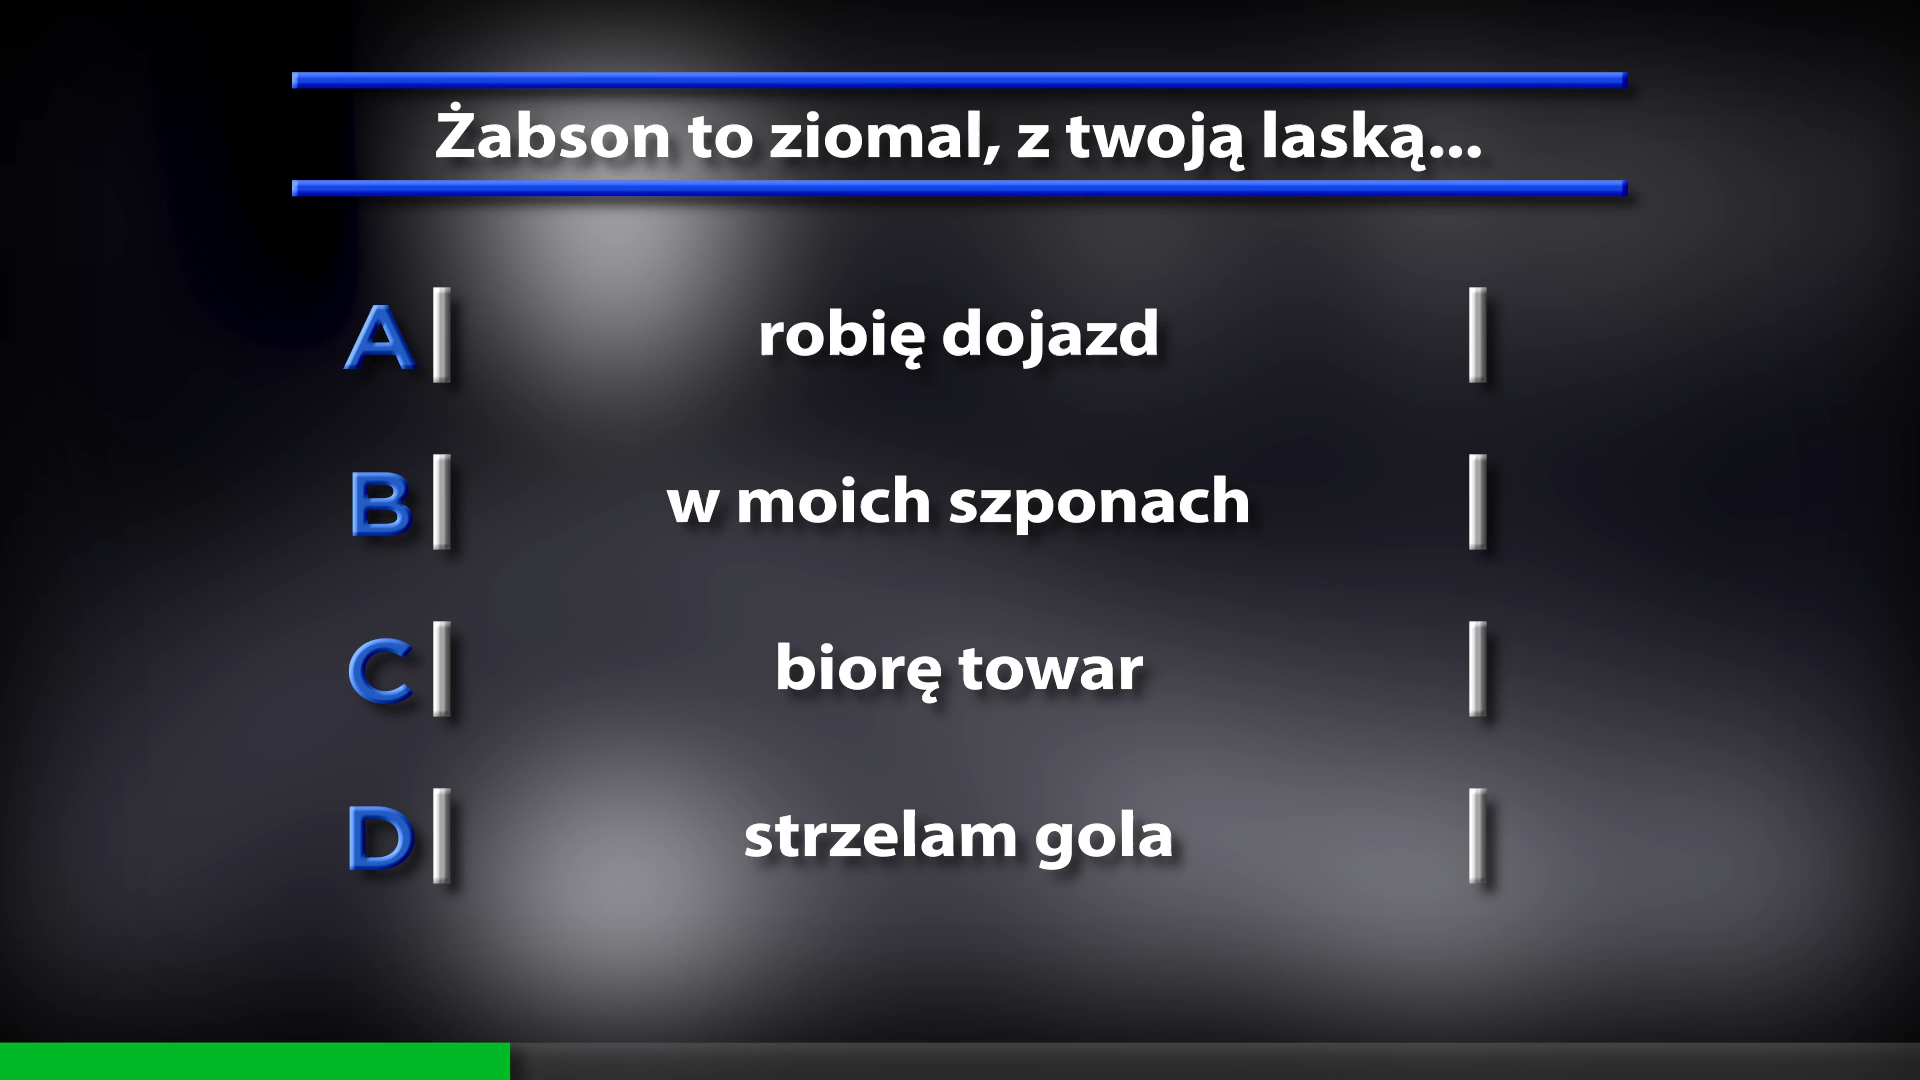 Żabson to ziomal, z twoją laską...
A robię dojazd
B w moich szponach
C biorę towar
D strzelam gola